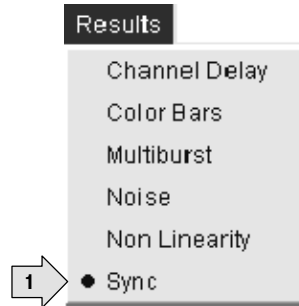 Results
Channel Delay
Color Bars
Multiburst
Noise
Non Linearity
1 ● Sync